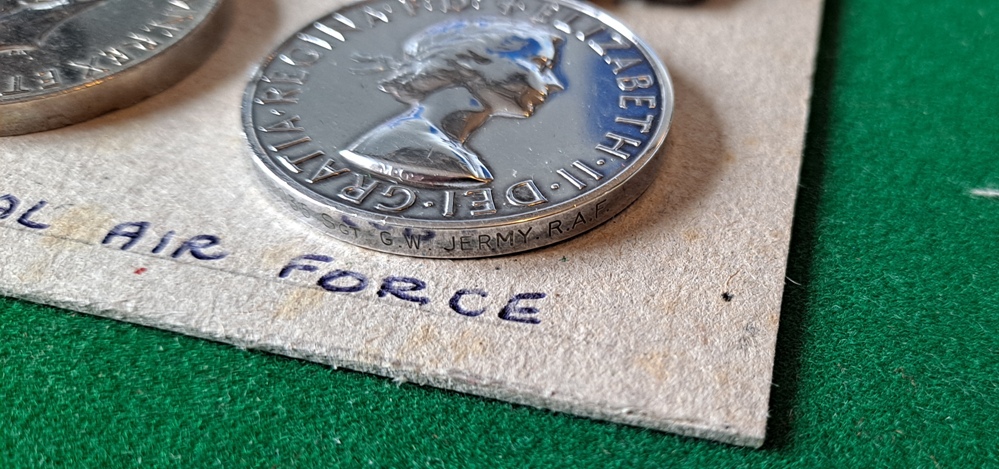 GRATIA·REGINA·F:D:+ELIZABETH·II·DEI·
SGT G.W. JERMY. R.A.F.
AL AIR FORCE